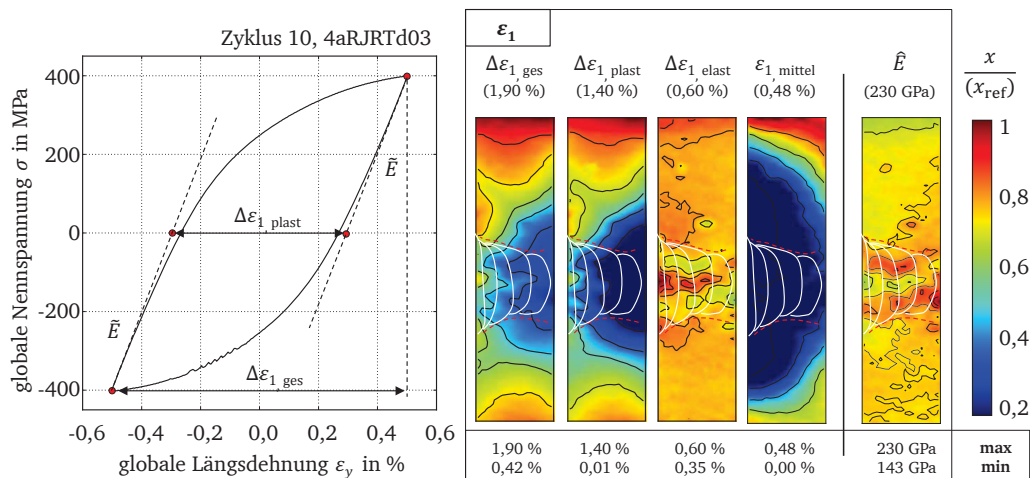 Zyklus 10, 4aRJRTd03
globale Nennspannung σ in MPa
400
200
0
-200
-400
Ẽ
Δε1, plast
Ẽ
Δε1, ges
-0,6 -0,4 -0,2 0,0 0,2 0,4 0,6
globale Längsdehnung εy in %
ε1
Δε1, ges Δε1, plast Δε1, elast ε1, mittel Ê x
(1,90 %) (1,40 %) (0,60 %) (0,48 %) (230 GPa) (xref)
1
0,8
0,6
0,4
0,2
1,90 % 1,40 % 0,60 % 0,48 % 230 GPa max
0,42 % 0,01 % 0,35 % 0,00 % 143 GPa min